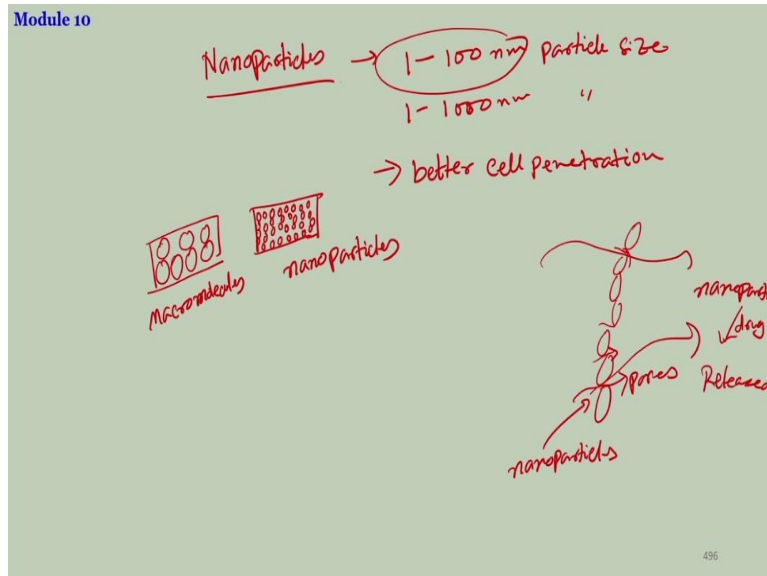 Module 10
Nanoparticles → 1-100 nm particle size
1-1000 nm "
→ better cell penetration
macromolecules
nanoparticles
nanoparti
drug
pores
Released
nanoparticles
496